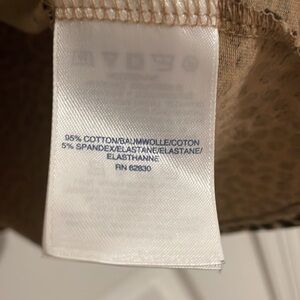 95% COTTON/BAUMWOLLE/COTON
5% SPANDEX/ELASTANE/ELASTANE/
ELASTHANNE
RN 62830